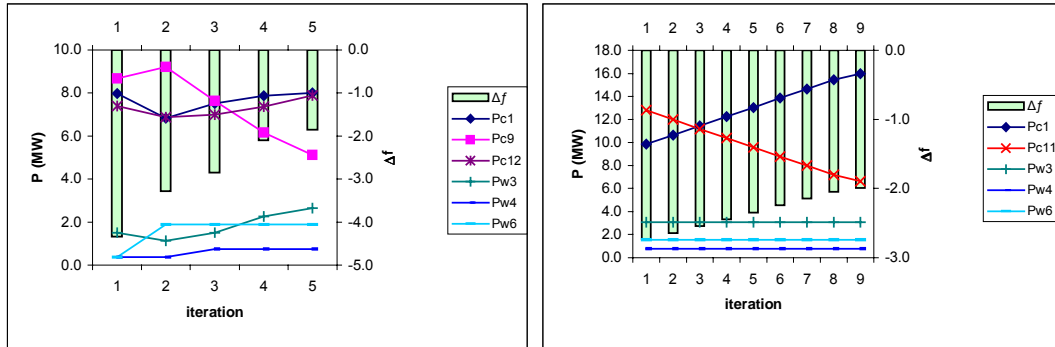 1 2 3 4 5
10.0
8.0
6.0
4.0
2.0
0.0
P (MW)
0.0
-1.0
-2.0
-3.0
-4.0
-5.0
Δf
1 2 3 4 5
iteration
Δf
Pc1
Pc9
Pc12
Pw3
Pw4
Pw6
1 2 3 4 5 6 7 8 9
18.0
16.0
14.0
12.0
10.0
8.0
6.0
4.0
2.0
0.0
P (MW)
0.0
-1.0
-2.0
-3.0
Δf
1 2 3 4 5 6 7 8 9
iteration
Δf
Pc1
Pc11
Pw3
Pw4
Pw6